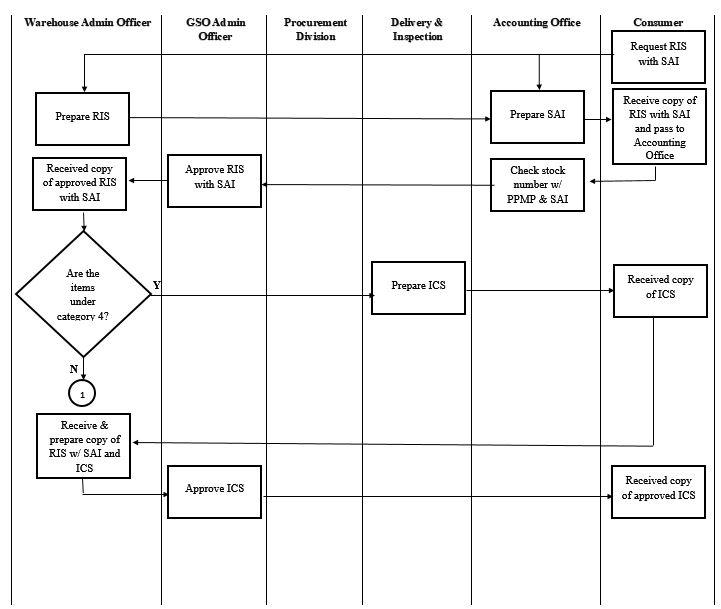 Warehouse Admin Officer
GSO Admin
Officer
Procurement
Division
Delivery &
Inspection
Accounting Office
Consumer
Request RIS
with SAI
Prepare RIS
Prepare SAI
Receive copy of
RIS with SAI
and pass to
Accounting
Office
Received copy
of approved RIS
with SAI
Approve RIS
with SAI
Check stock
number w/
PPMP & SAI
Are the
items
under
category 4?
Y
Prepare ICS
Received copy
of ICS
N
1
Receive &
prepare copy of
RIS w/ SAI and
ICS
Approve ICS
Received copy
of approved ICS